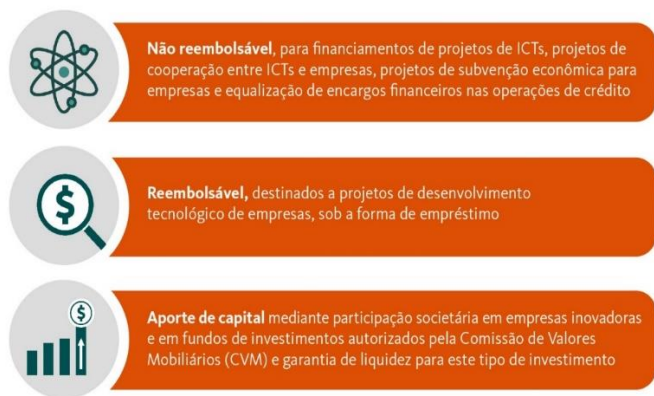 Não reembolsável, para financiamentos de projetos de ICTs, projetos de
cooperação entre ICTs e empresas, projetos de subvenção econômica para
empresas e equalização de encargos financeiros nas operações de crédito
$
Reembolsável, destinados a projetos de desenvolvimento
tecnológico de empresas, sob a forma de empréstimo
$
Aporte de capital mediante participação societária em empresas inovadoras
e em fundos de investimentos autorizados pela Comissão de Valores
Mobiliários (CVM) e garantia de liquidez para este tipo de investimento